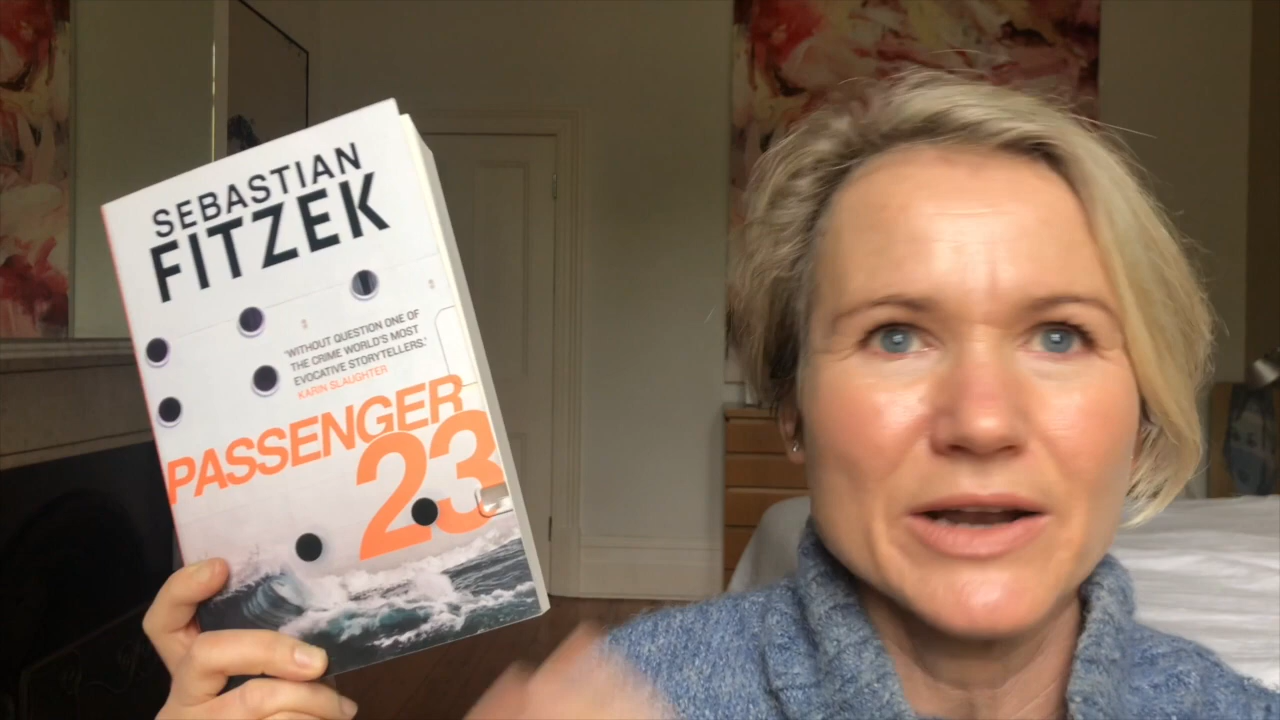 SEBASTIAN
FITZEK
'WITHOUT QUESTION ONE OF
THE CRIME WORLD'S MOST
EVOCATIVE STORYTELLERS.'
KARIN SLAUGHTER
PASSENGER
23